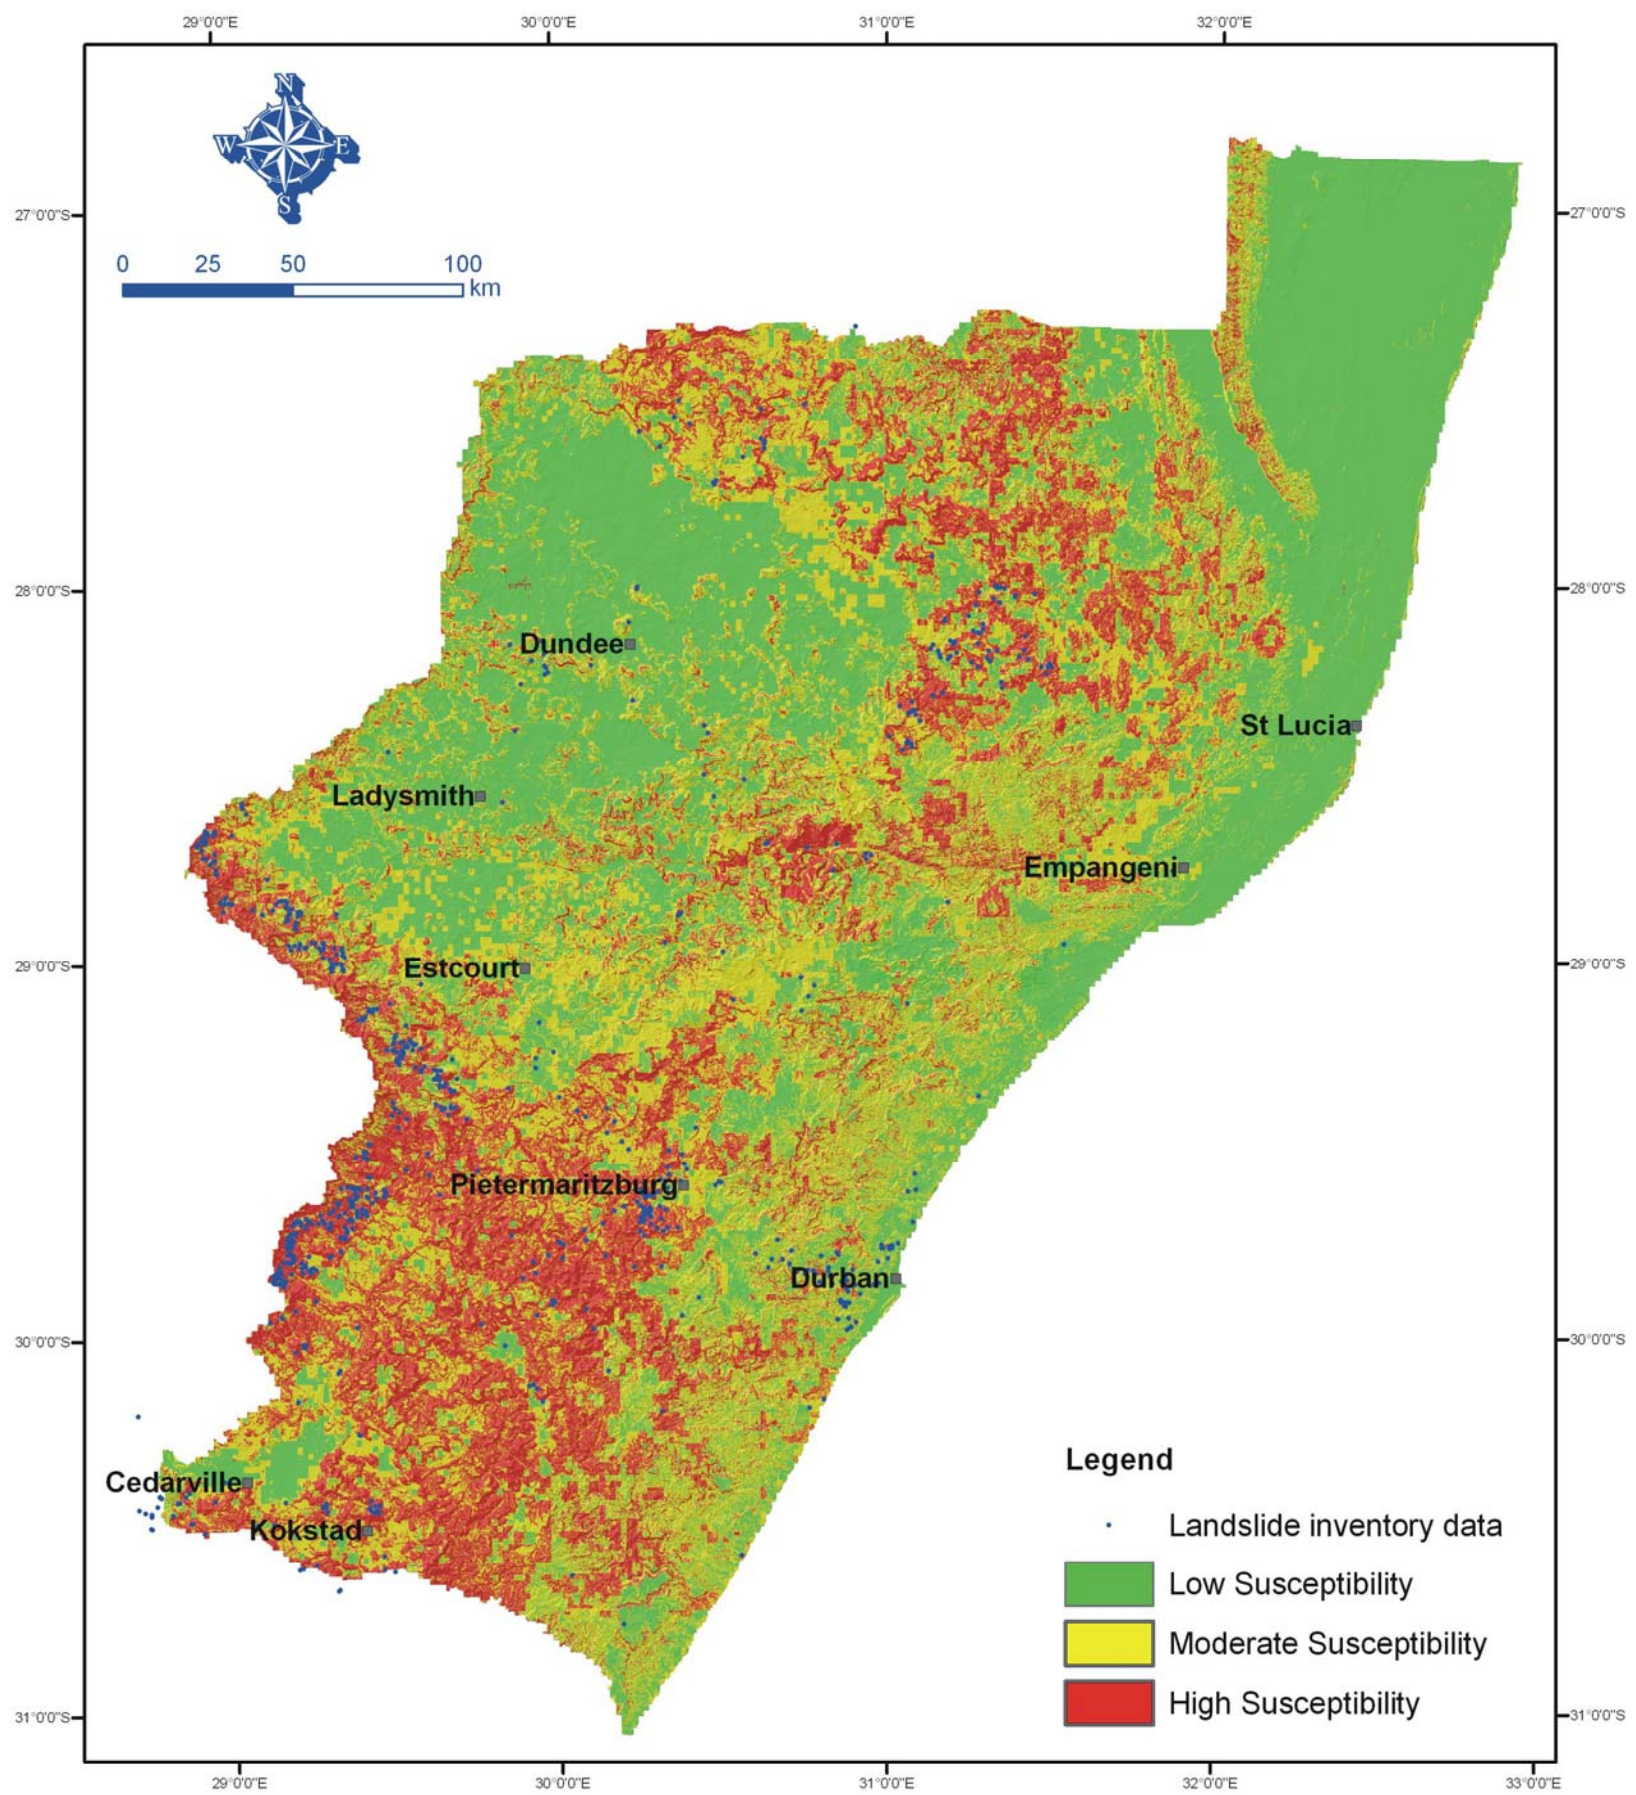 29°0'0"E 30°0'0"E 31°0'0"E 32°0'0"E
N
W E
S
27°0'0"S 27°0'0"S
0 25 50 100
km
28°0'0"S 28°0'0"S
Dundee
St Lucia
Ladysmith
Empangeni
29°0'0"S 29°0'0"S
Estcourt
Pietermaritzburg
Durban
30°0'0"S 30°0'0"S
Legend
Cedarville
Landslide inventory data
Kokstad
Low Susceptibility
Moderate Susceptibility
High Susceptibility
31°0'0"S 31°0'0"S
29°0'0"E 30°0'0"E 31°0'0"E 32°0'0"E 33°0'0"E